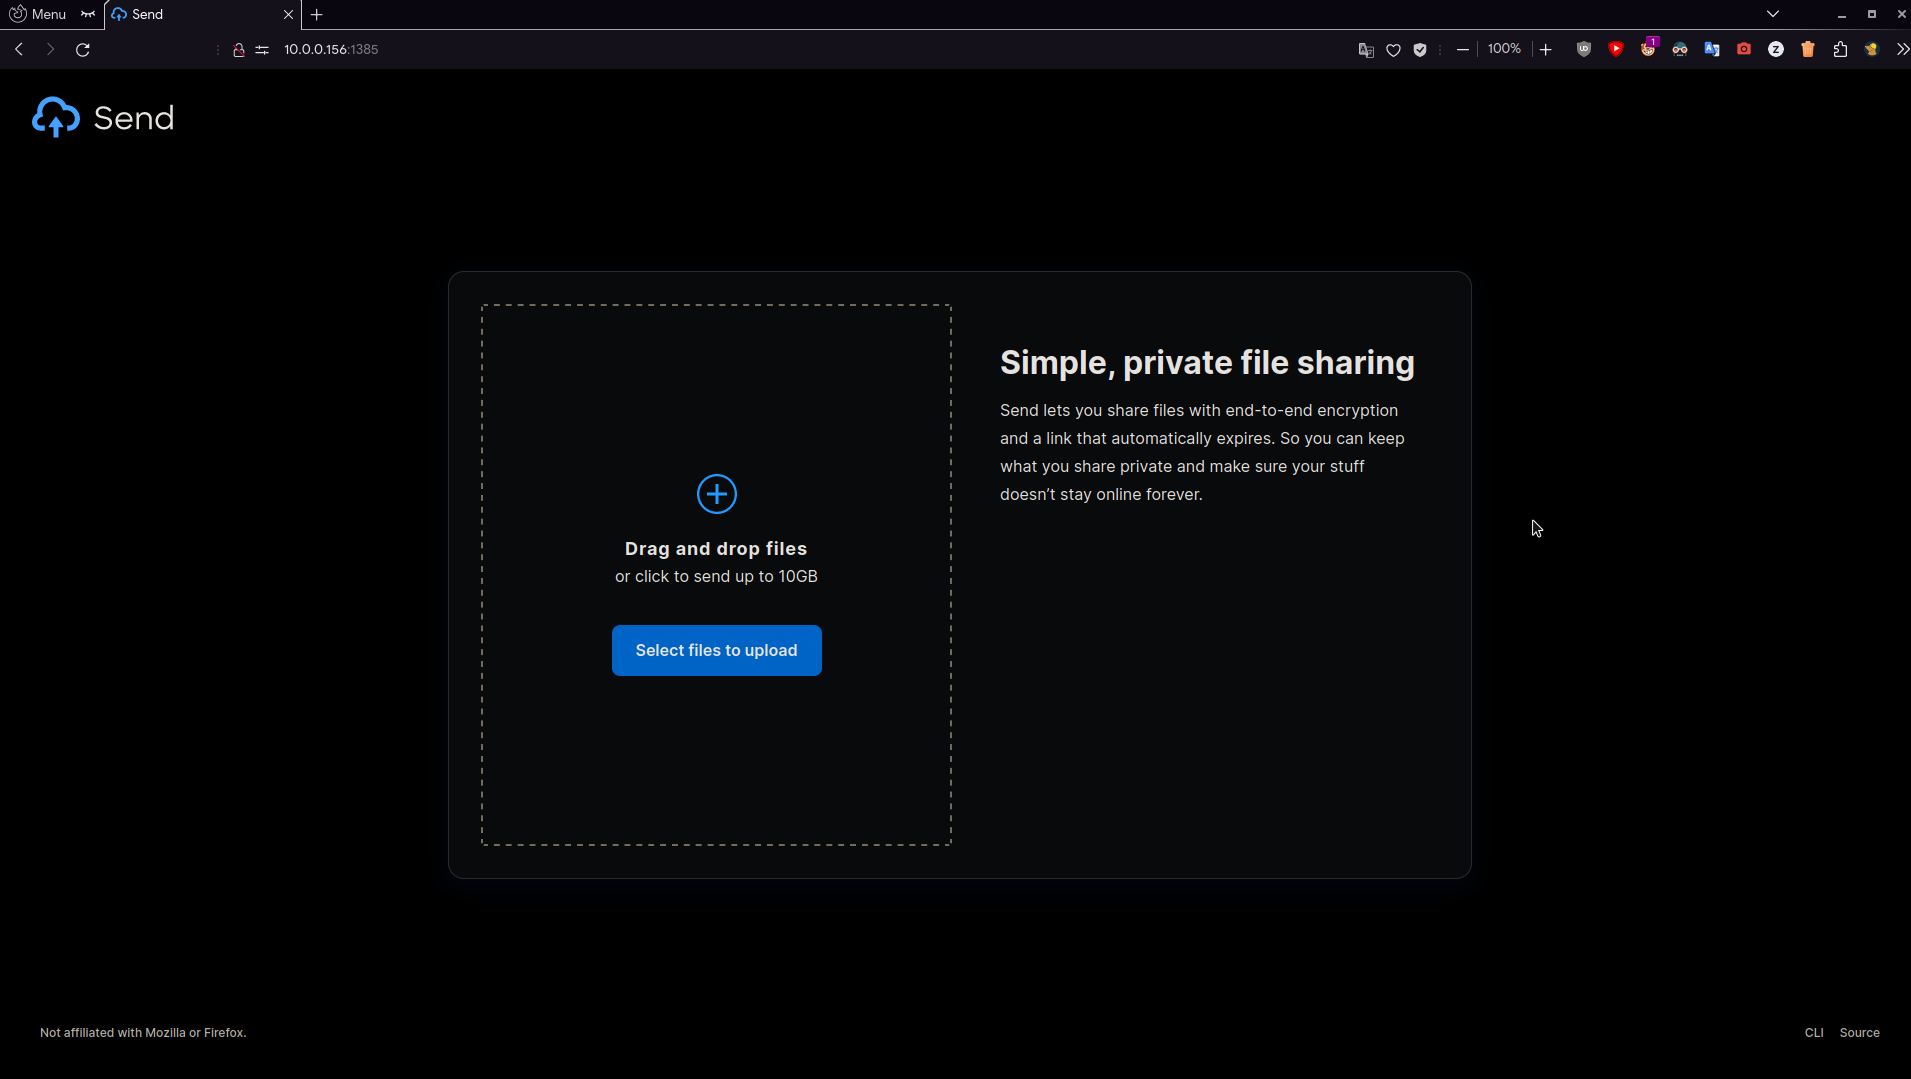 Menu
Send
10.0.0.156:1385
100%
1
Send
Simple, private file sharing
Send lets you share files with end-to-end encryption
and a link that automatically expires. So you can keep
what you share private and make sure your stuff
doesn’t stay online forever.
Drag and drop files
or click to send up to 10GB
Select files to upload
Not affiliated with Mozilla or Firefox.
CLI Source